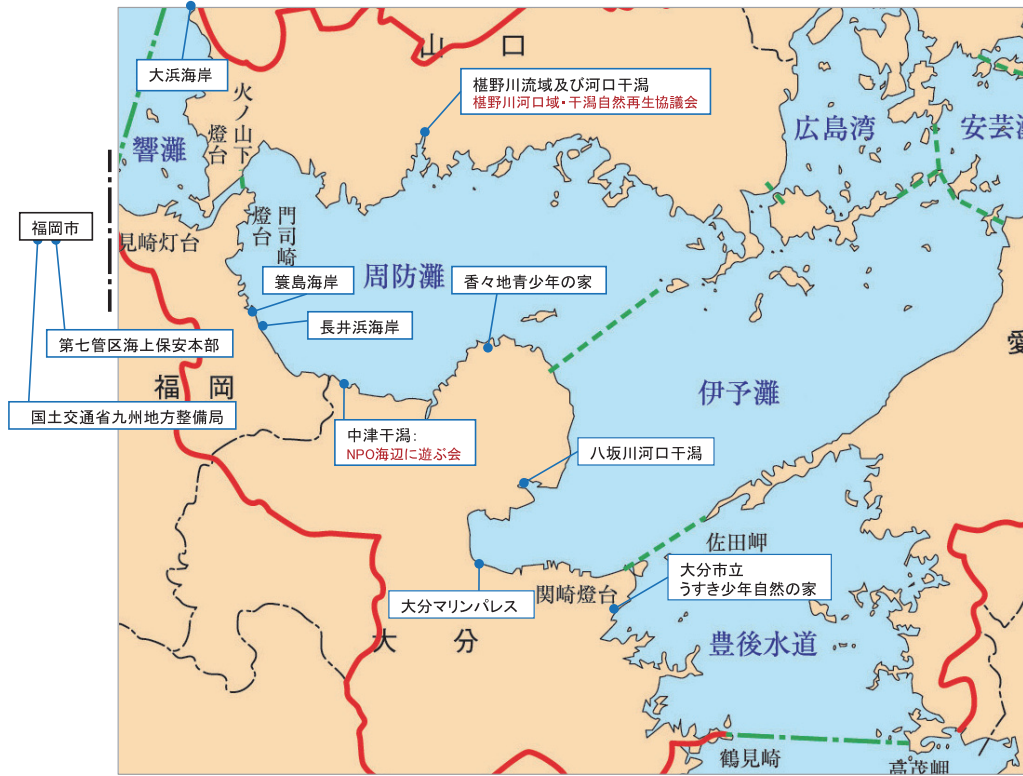 山 口
大浜海岸
火ノ山下
燈台
椹野川流域及び河口干潟
椹野川河口域・干潟自然再生協議会
響灘
広島湾
安芸灘
福岡市
見崎灯台
門司崎
燈台
簑島海岸
周防灘
香々地青少年の家
長井浜海岸
第七管区海上保安本部
愛
福 岡
伊予灘
国土交通省九州地方整備局
中津干潟:
NPO海辺に遊ぶ会
八坂川河口干潟
佐田岬
大分市立
うすき少年自然の家
関崎燈台
大分マリンパレス
大 分
豊後水道
鶴見崎
高茂岬